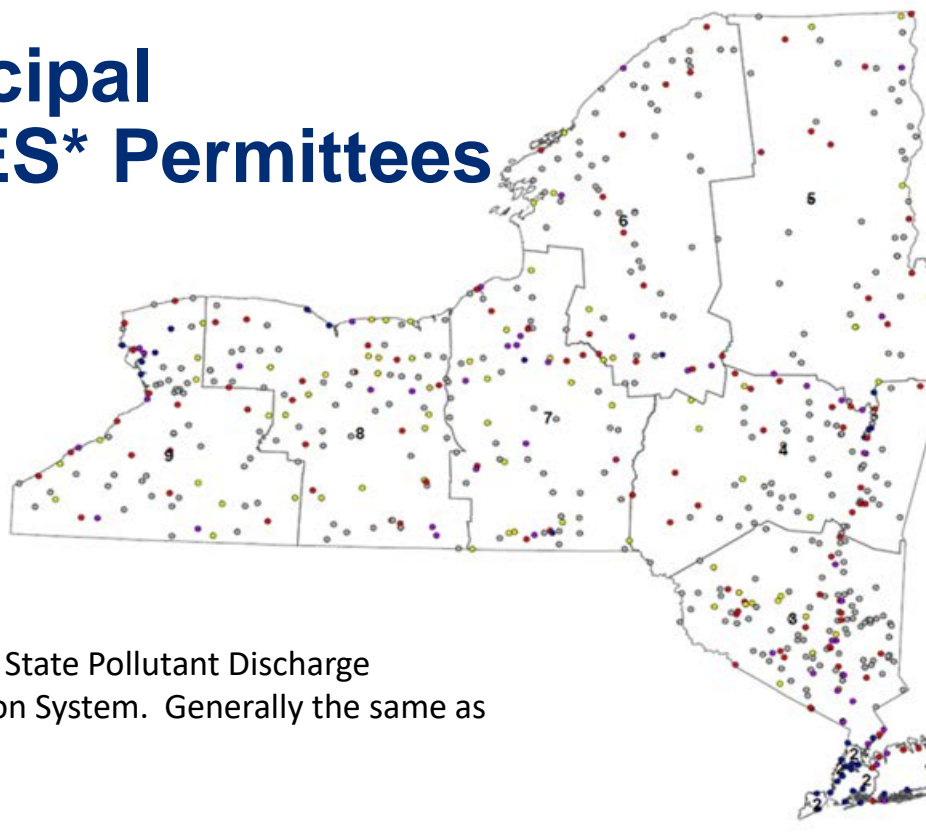 cipal
ES* Permittees
5
6
7
8
4
9
3
State Pollutant Discharge
on System.  Generally the same as
2
2
2